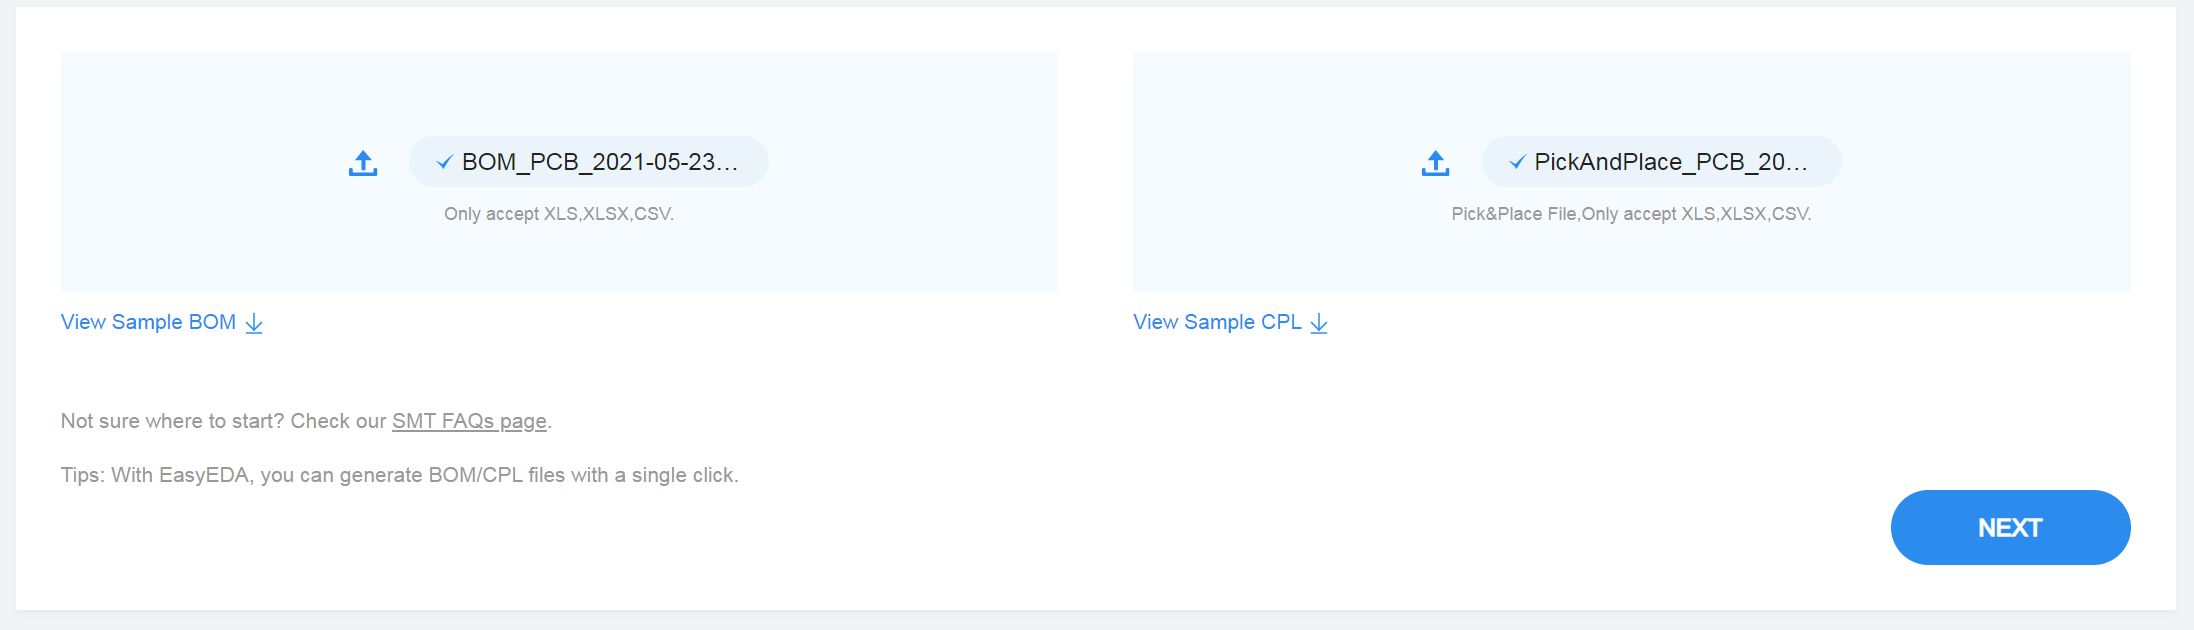 BOM_PCB_2021-05-23...
Only accept XLS,XLSX,CSV.
View Sample BOM
PickAndPlace_PCB_20...
Pick&Place File,Only accept XLS,XLSX,CSV.
View Sample CPL
Not sure where to start? Check our SMT FAQs page.
Tips: With EasyEDA, you can generate BOM/CPL files with a single click.
NEXT